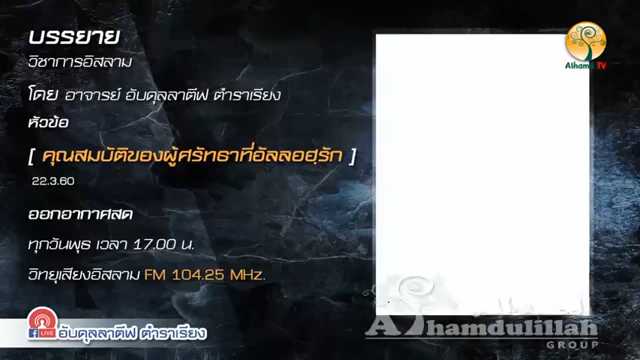 บรรยาย
วิชาการอิสลาม
โดย อาจารย์ อับดุลลาตีฟ ตำราเรียง
หัวข้อ
[ คุณสมบัติของผู้ศรัทธาที่อัลลอฮฺรัก ]
22.3.60
ออกอากาศสด
ทุกวันพุธ เวลา 17.00 น.
วิทยุเสียงอิสลาม FM 104.25 MHz.
f LIVE อับดุลลาตีฟ ตำราเรียง
Alhamd TV
Alhamdulillah
GROUP